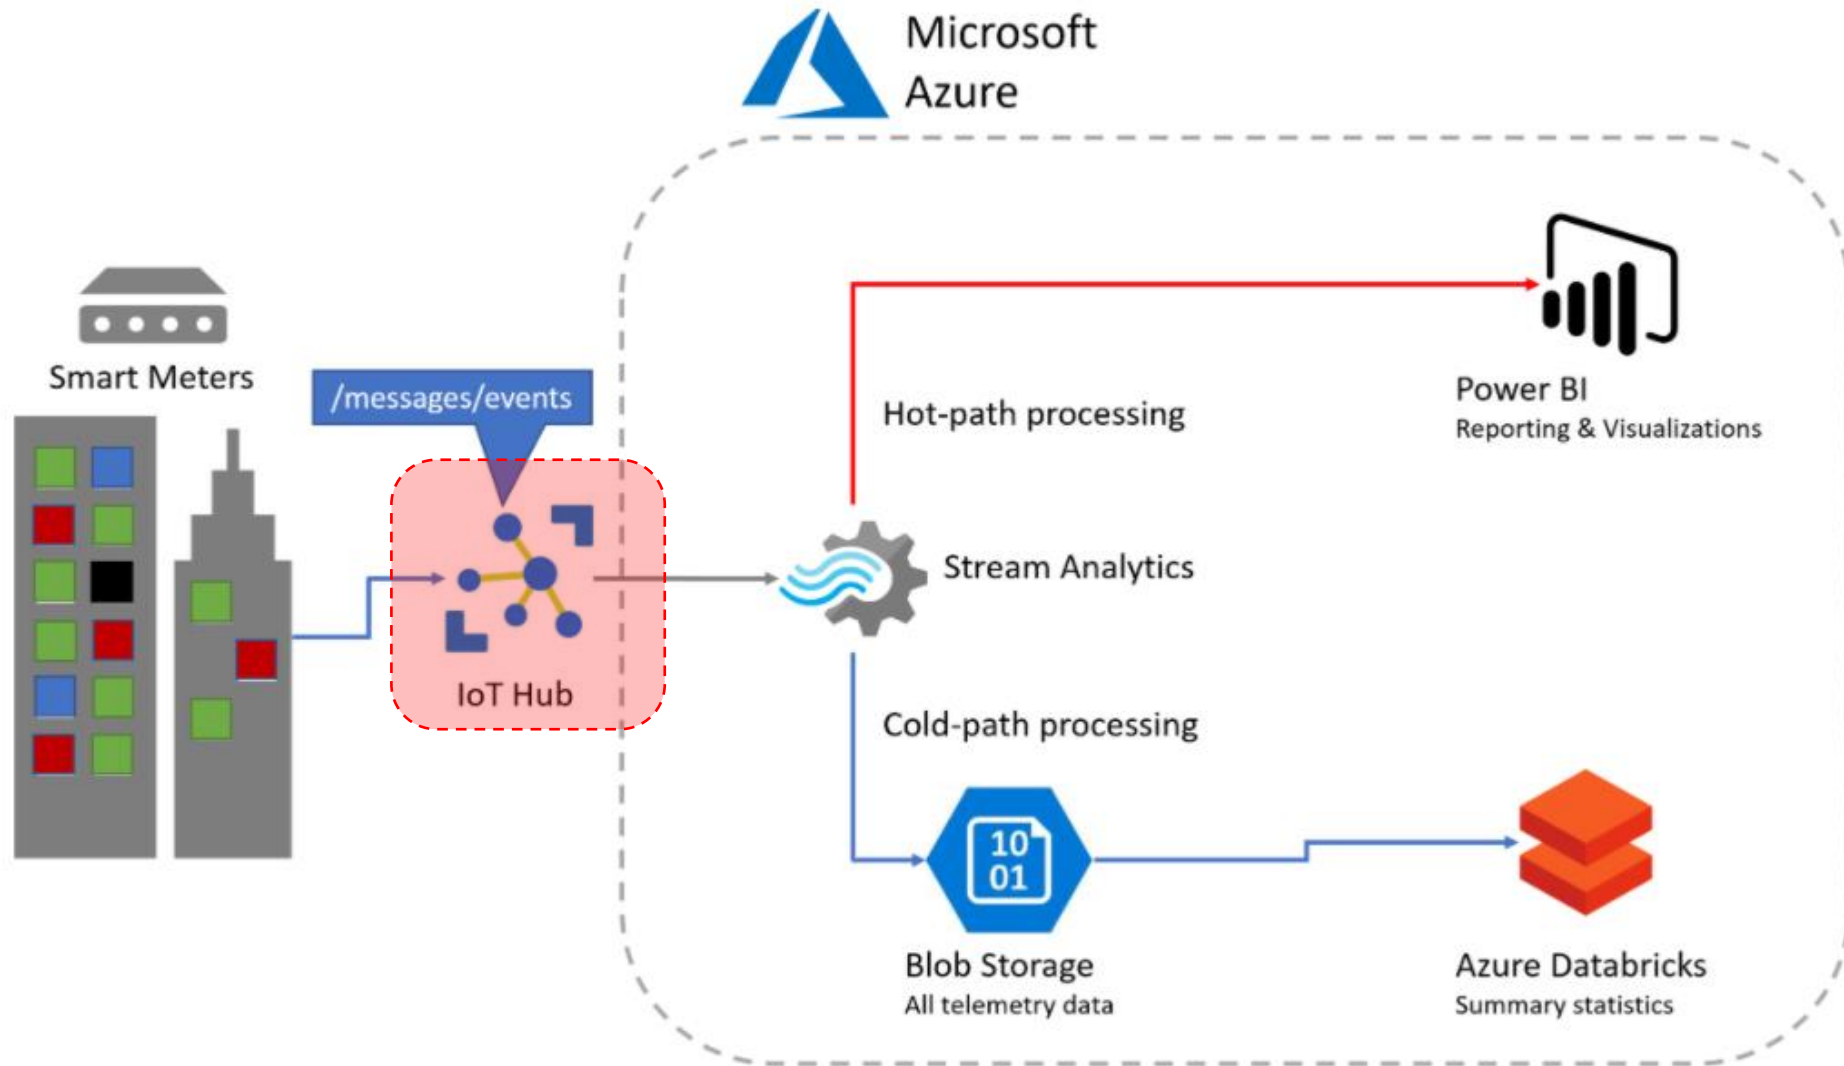 Microsoft
Azure
Smart Meters
/messages/events
IoT Hub
Hot-path processing
Power BI
Reporting & Visualizations
Stream Analytics
Cold-path processing
10
01
Blob Storage
All telemetry data
Azure Databricks
Summary statistics